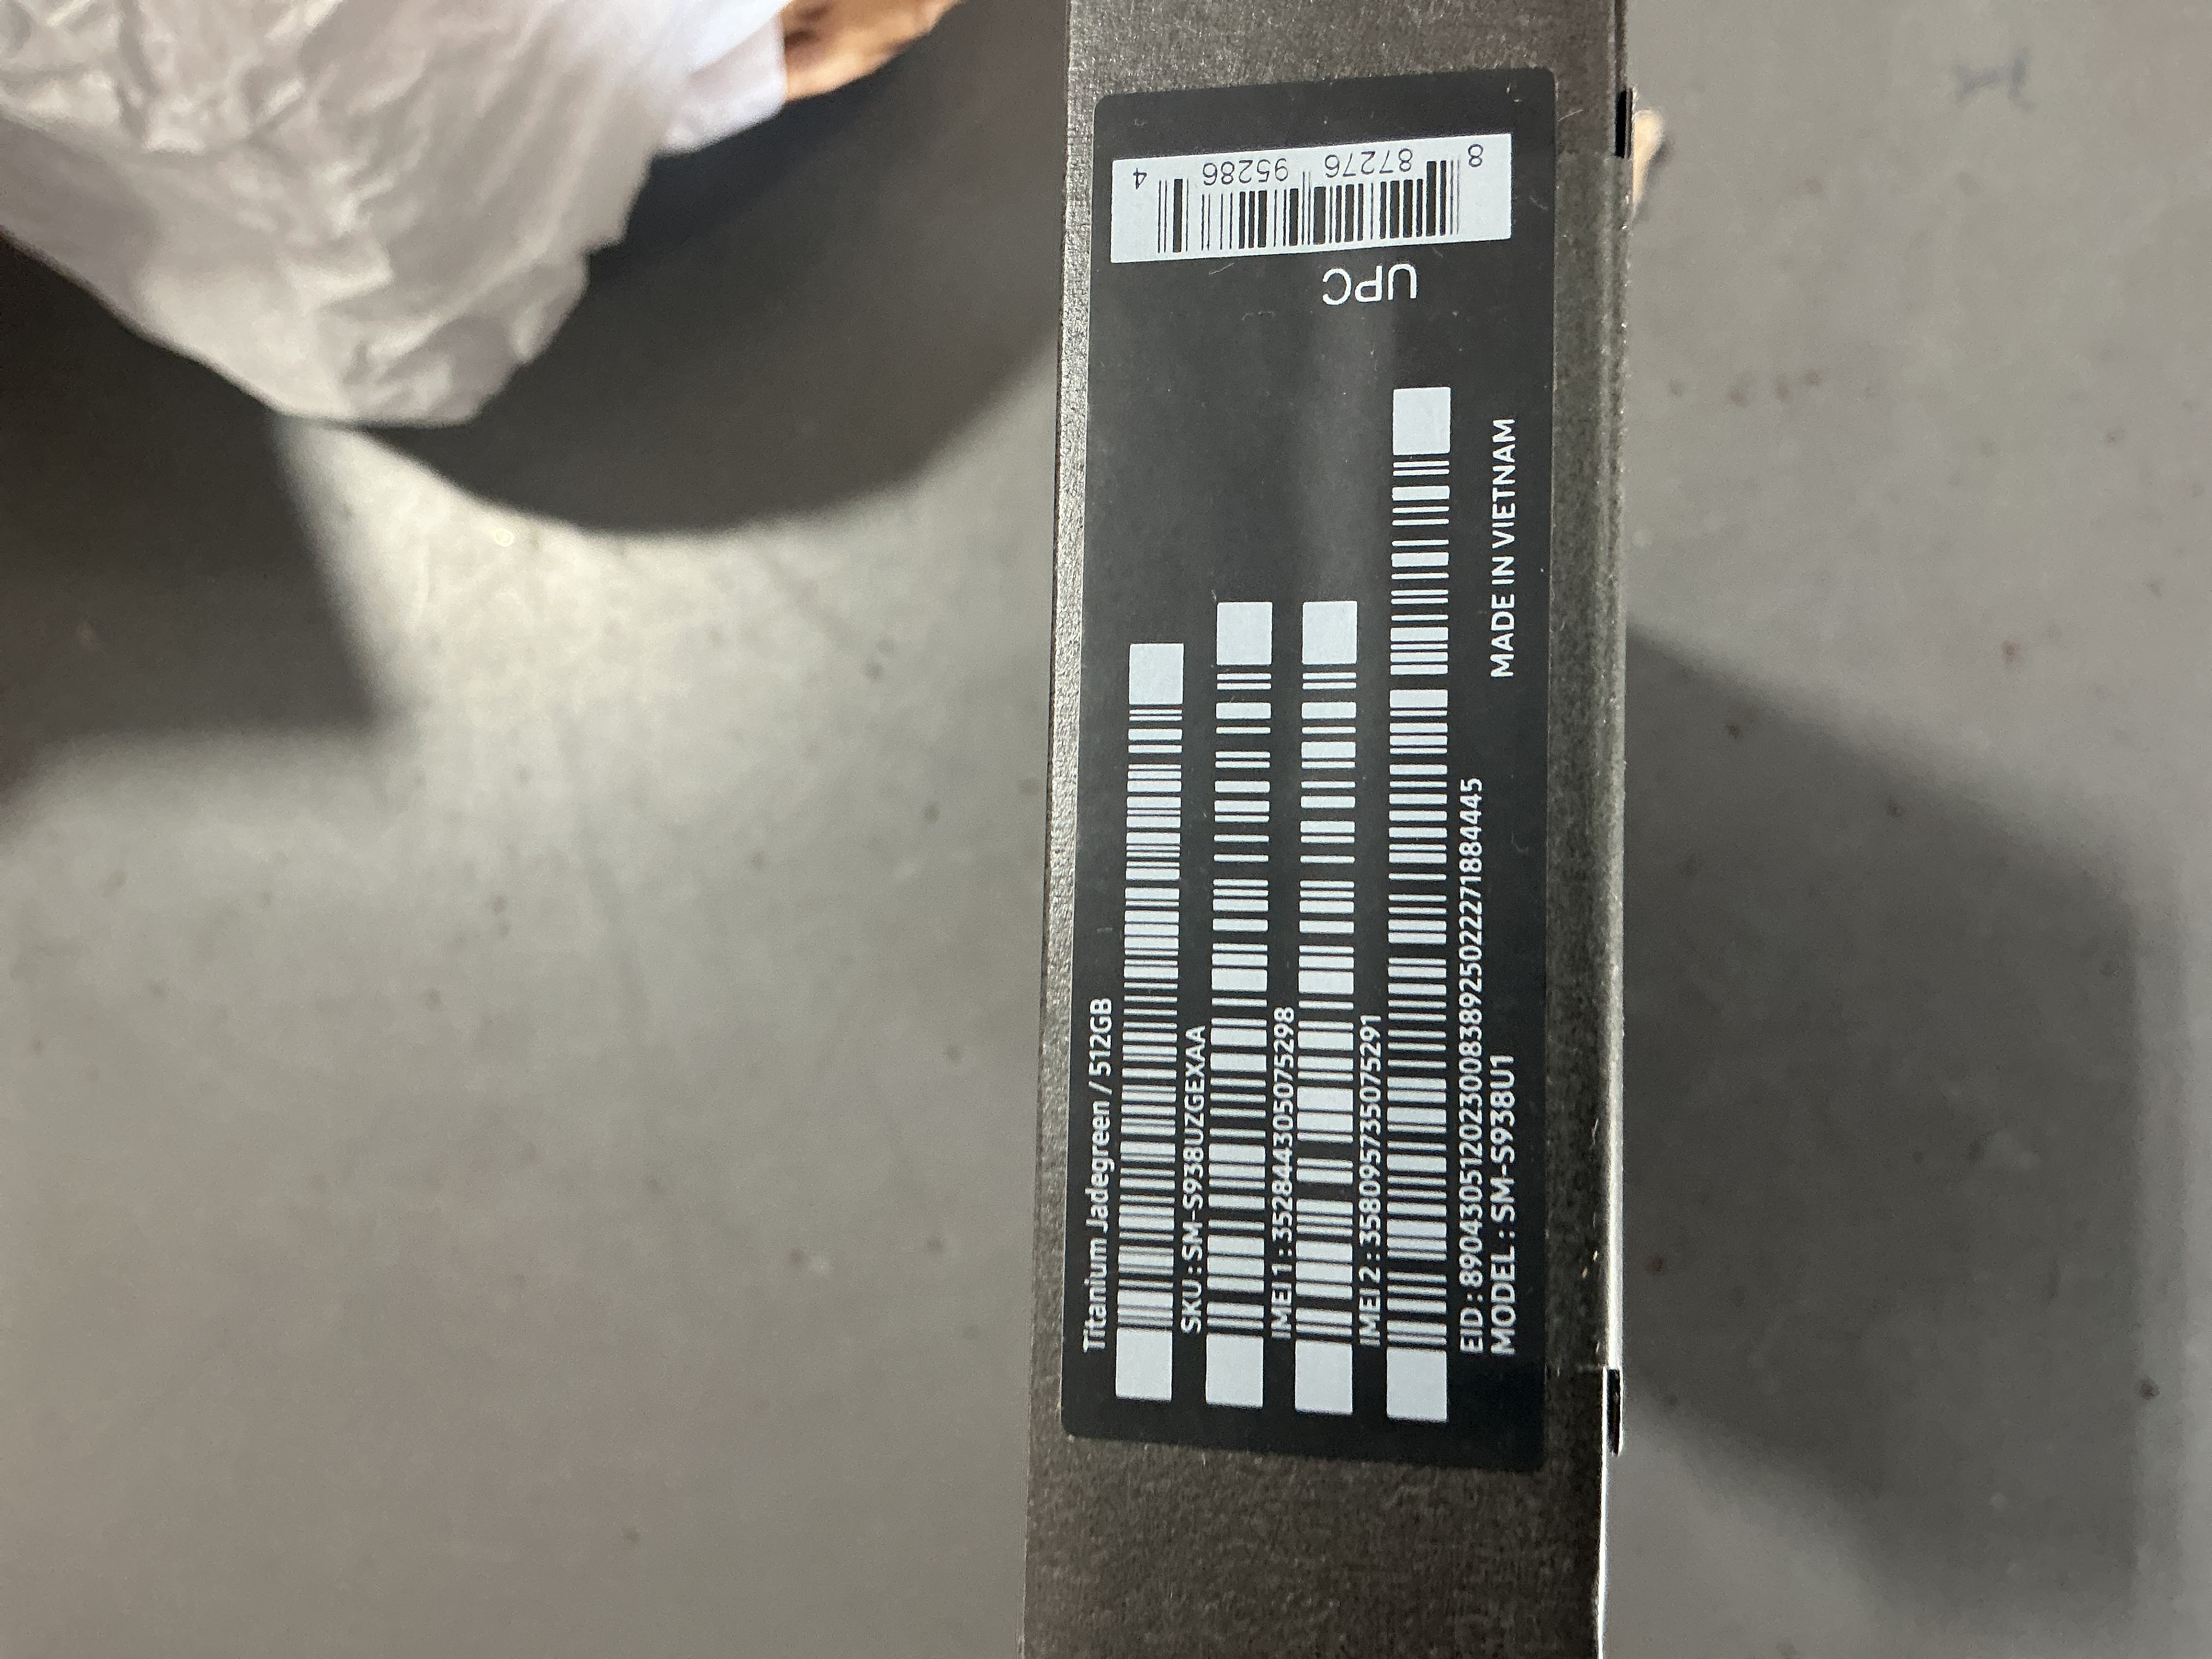 Titanium Jadegreen / 512GB
SKU : SM-S938UZGEXAA
IMEI 1 : 352844305075298
IMEI 2 : 358095735075291
EID : 89043051202300838925022271884445
MODEL : SM-S938U1
MADE IN VIETNAM
UPC
8 87276 95286 4